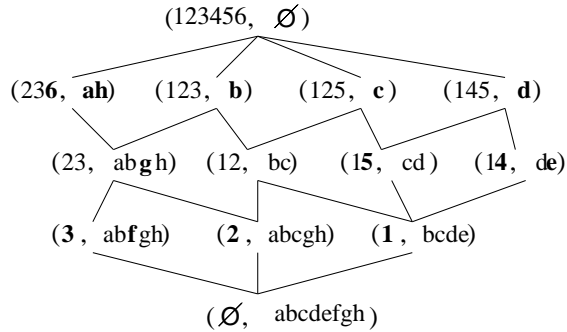 (123456, ∅)
(236, ah) (123, b) (125, c) (145, d)
(23, abgh) (12, bc) (15, cd) (14, de)
(3, abfgh) (2, abcgh) (1, bcde)
(∅, abcdefgh)